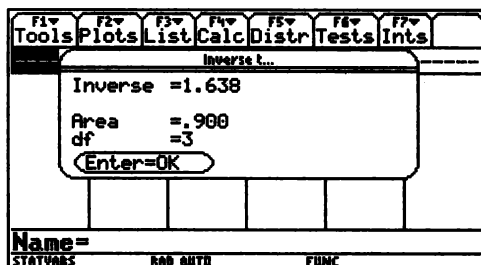 F1 F2 F3 F4 F5 F6 F7
Tools Plots List Calc Distr Tests Ints
Inverse t...
Inverse =1.638
Area =.900
df =3
Enter=OK
Name=
STATVARS RAD AUTO FUNC